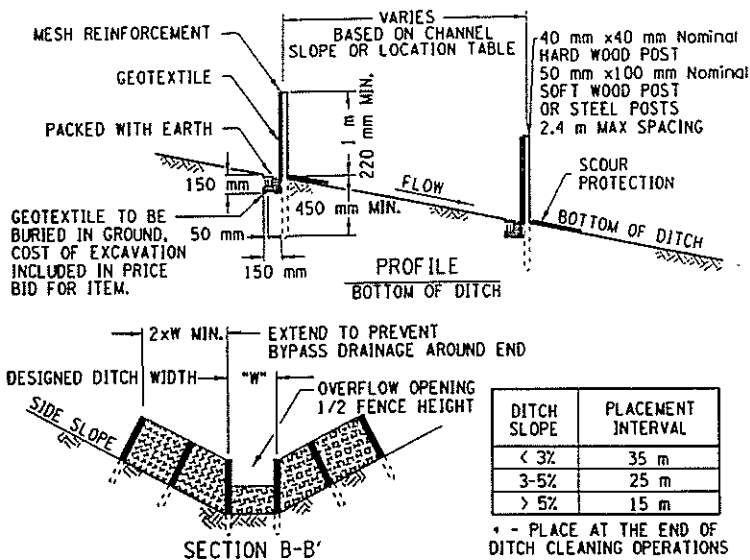 MESH REINFORCEMENT
GEOTEXTILE
PACKED WITH EARTH
150 mm
GEOTEXTILE TO BE
BURIED IN GROUND.
COST OF EXCAVATION
INCLUDED IN PRICE
BID FOR ITEM.
50 mm
150 mm
VARIES
BASED ON CHANNEL
SLOPE OR LOCATION TABLE
1 m
220 mm MIN.
450 mm MIN.
FLOW
40 mm x40 mm Nominal
HARD WOOD POST
50 mm x100 mm Nominal
SOFT WOOD POST
OR STEEL POSTS
2.4 m MAX SPACING
SCOUR
PROTECTION
BOTTOM OF DITCH
PROFILE
BOTTOM OF DITCH
2xW MIN.
EXTEND TO PREVENT
BYPASS DRAINAGE AROUND END
DESIGNED DITCH WIDTH
"W"
OVERFLOW OPENING
1/2 FENCE HEIGHT
SIDE SLOPE
SECTION B-B'
DITCH SLOPE PLACEMENT INTERVAL
< 3% 35 m
3-5% 25 m
> 5% 15 m
* - PLACE AT THE END OF
DITCH CLEANING OPERATIONS